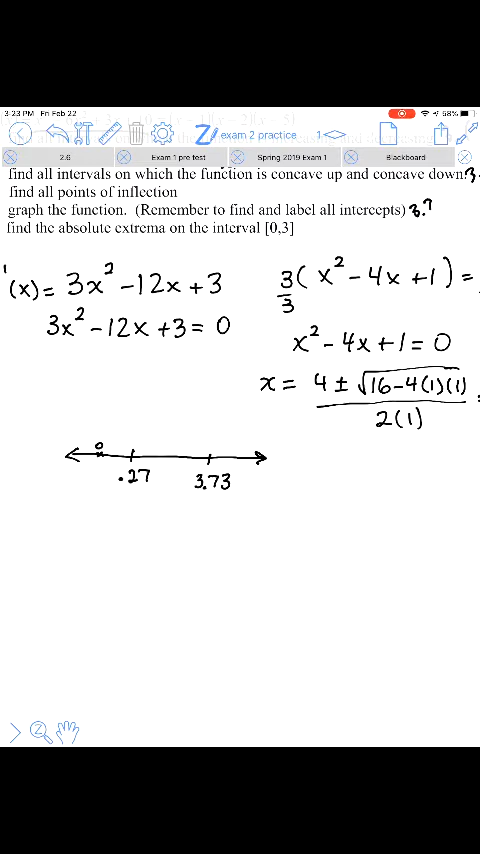 3:23 PM Fri Feb 22
68%
exam 2 practice
1
2.6
Exam 1 pre test
Spring 2019 Exam 1
Blackboard
find all intervals on which the function is concave up and concave down.
find all points of inflection
graph the function. (Remember to find and label all intercepts) 3.7
find the absolute extrema on the interval [0,3]
'(x) = 3x² - 12x + 3
3x² - 12x + 3 = 0
3/3 (x² - 4x + 1) =
x² - 4x + 1 = 0
x = 4 ± √16 - 4(1)(1) / 2(1) =
0
.27
3.73